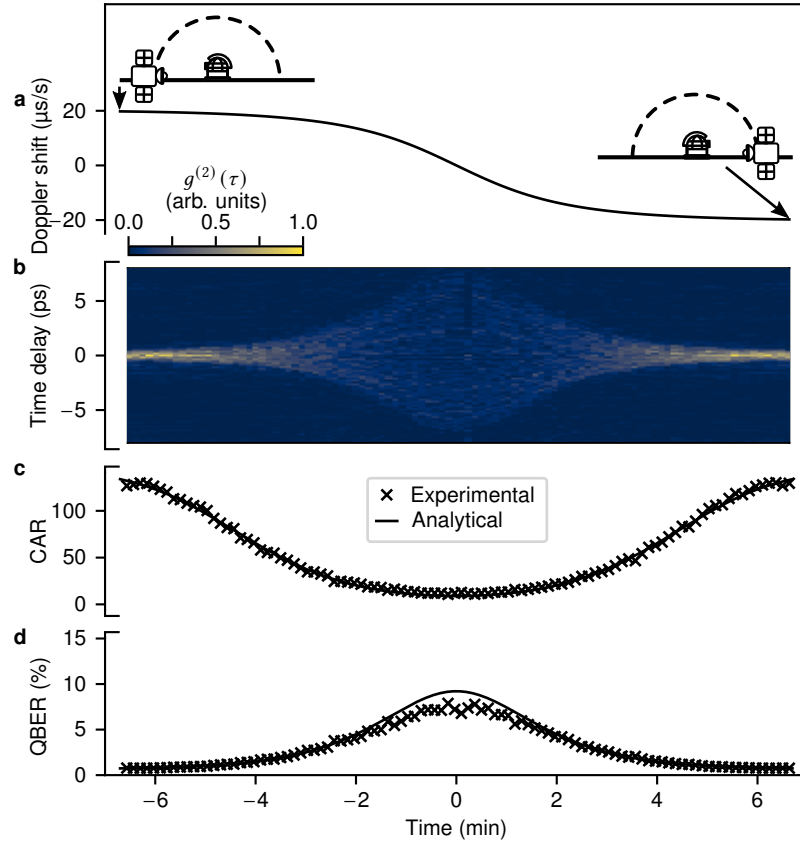 a
Doppler shift (μs/s)
20
0
−20
g^{(2)}(τ)
(arb. units)
0.0 0.5 1.0
b
Time delay (ps)
5
0
−5
c
CAR
100
50
0
Experimental
Analytical
d
QBER (%)
15
10
5
0
−6 −4 −2 0 2 4 6
Time (min)